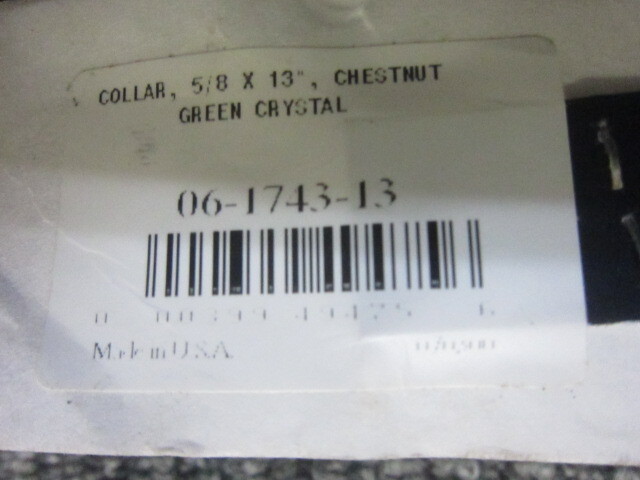 COLLAR, 5/8 X 13", CHESTNUT
GREEN CRYSTAL
06-1743-13
Made in U.S.A.